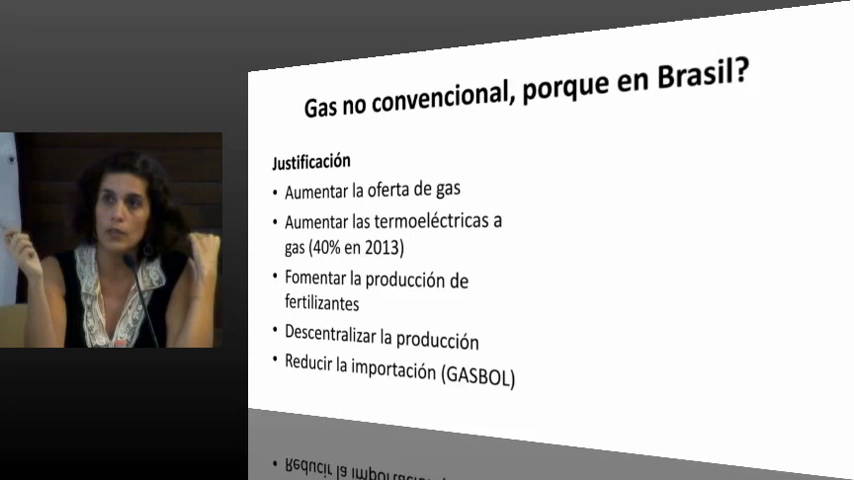 Gas no convencional, porque en Brasil?
Justificación
• Aumentar la oferta de gas
• Aumentar las termoeléctricas a
gas (40% en 2013)
• Fomentar la producción de
fertilizantes
• Descentralizar la producción
• Reducir la importación (GASBOL)